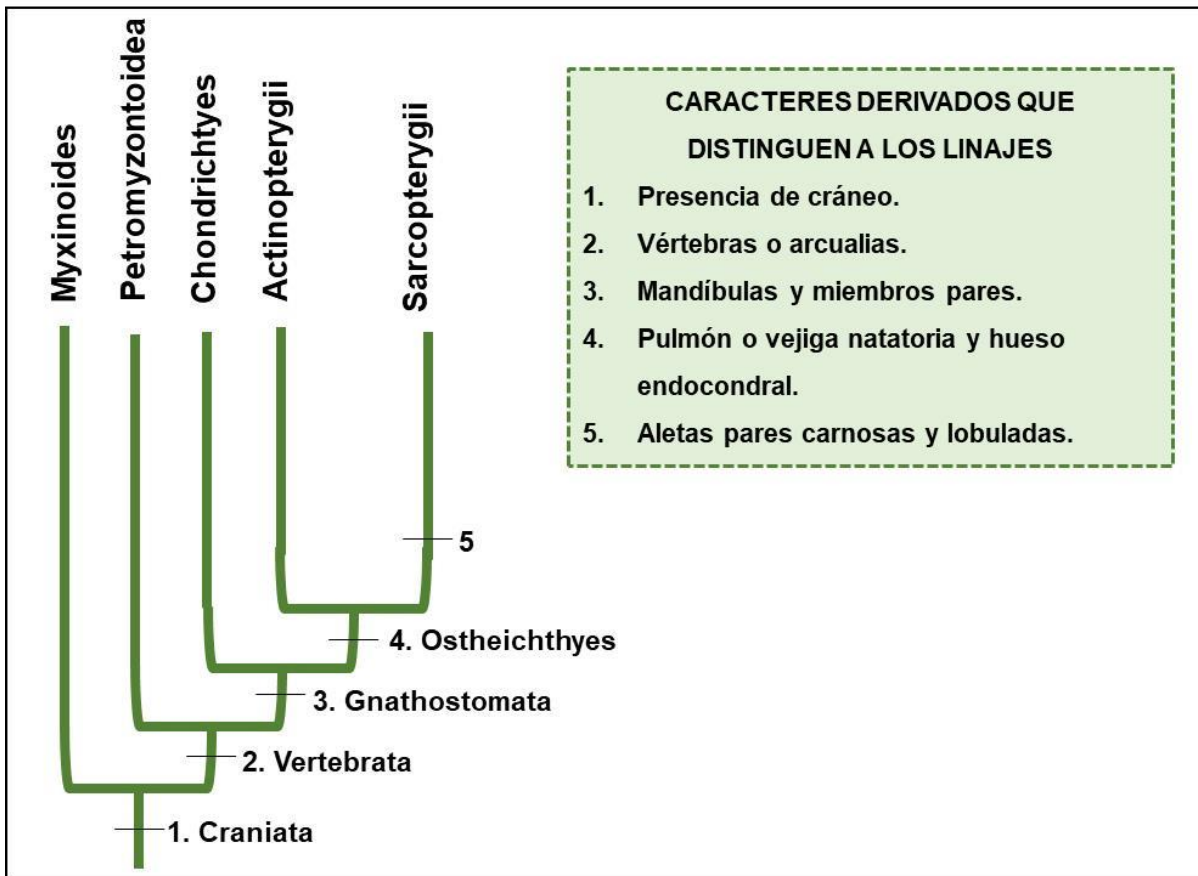 Myxinoides
Petromyzontoidea
Chondrichtyes
Actinopterygii
Sarcopterygii
CARACTERES DERIVADOS QUE
DISTINGUEN A LOS LINAJES
1. Presencia de cráneo.
2. Vértebras o arcualias.
3. Mandíbulas y miembros pares.
4. Pulmón o vejiga natatoria y hueso
endocondral.
5. Aletas pares carnosas y lobuladas.
5
4. Ostheichthyes
3. Gnathostomata
2. Vertebrata
1. Craniata